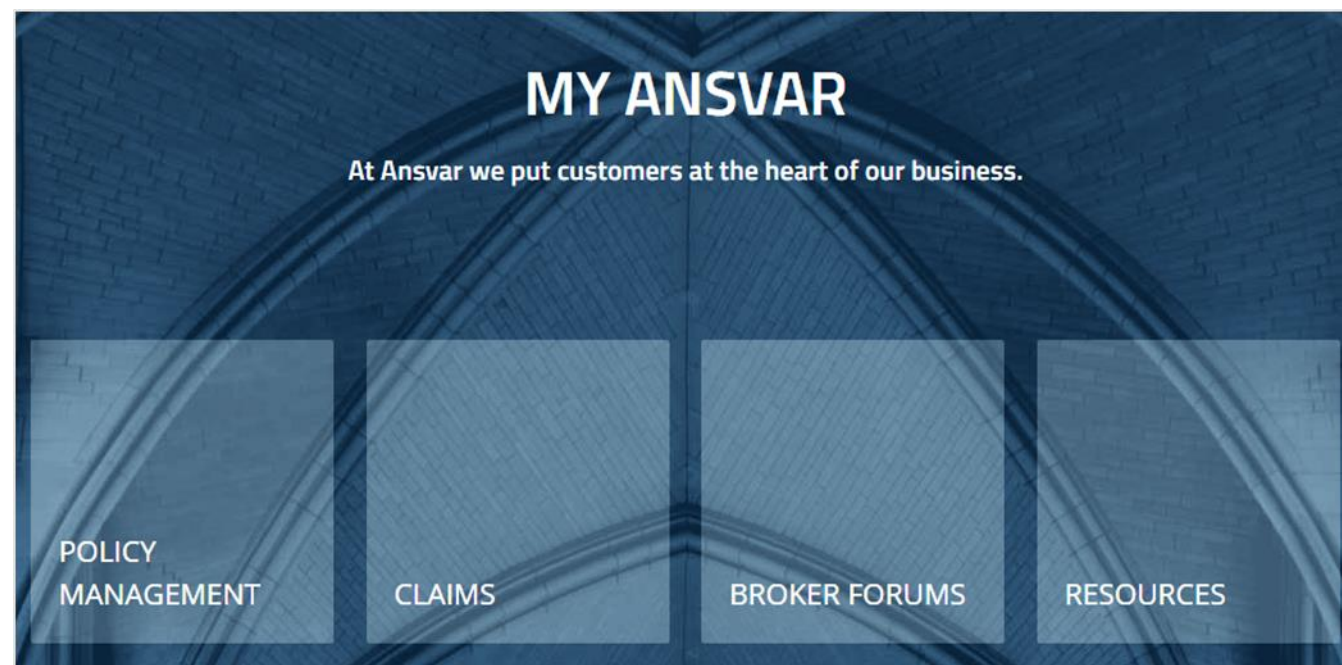 MY ANSVAR
At Ansvar we put customers at the heart of our business.
POLICY
MANAGEMENT
CLAIMS
BROKER FORUMS
RESOURCES